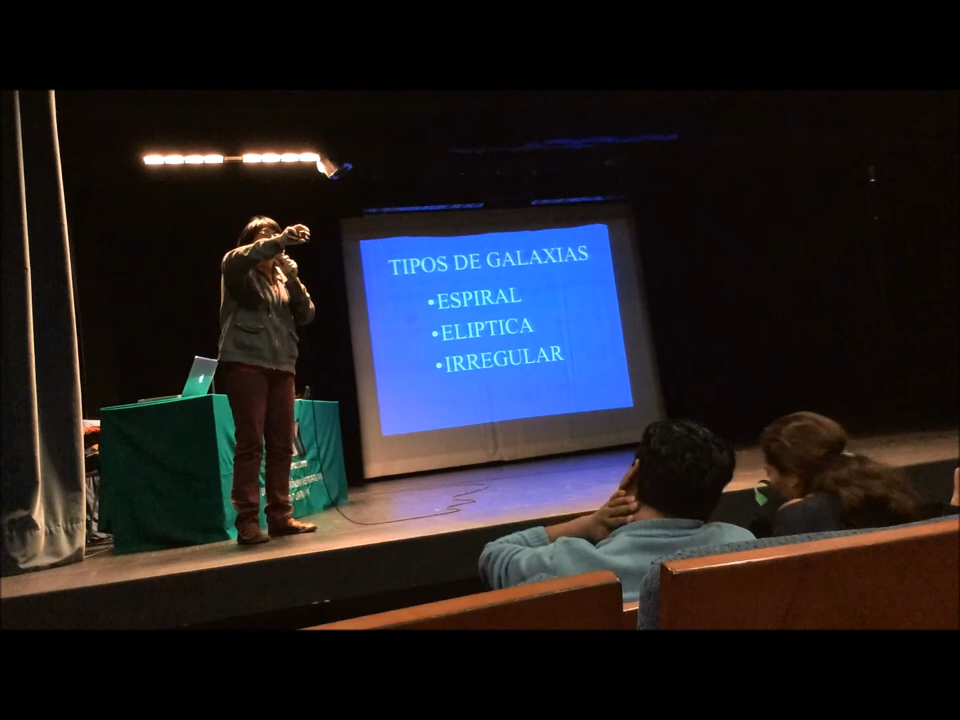 TIPOS DE GALAXIAS
•ESPIRAL
•ELIPTICA
•IRREGULAR